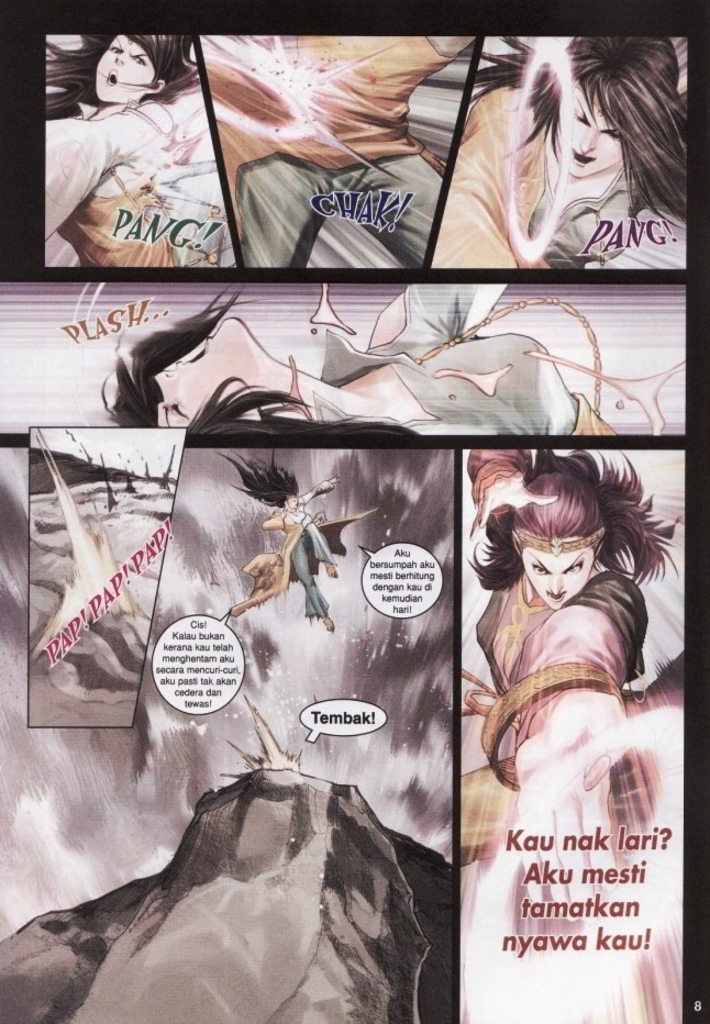 PANG!
CHAK!
PANG!
PLASH...
PAP! PAP! PAP!
Aku
bersumpah aku
mesti berhitung
dengan kau di
kemudian
hari!
Cis!
Kalau bukan
kerana kau telah
menghentam aku
secara mencuri-curi,
aku pasti tak akan
cedera dan
tewas!
Tembak!
Kau nak lari?
Aku mesti
tamatkan
nyawa kau!
8